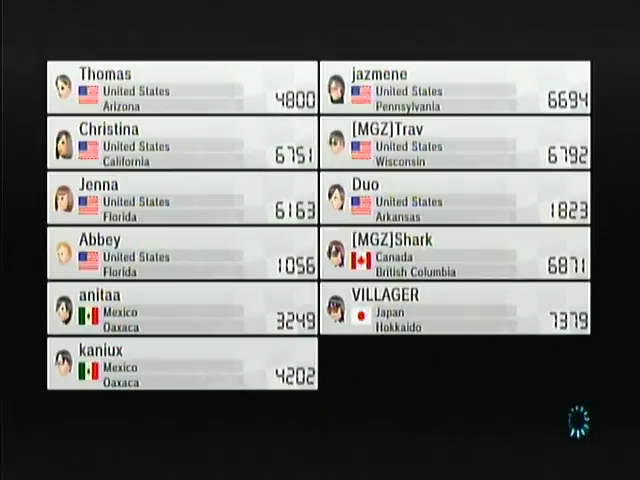 Thomas
United States
Arizona
4800
Christina
United States
California
6751
Jenna
United States
Florida
6163
Abbey
United States
Florida
1056
anitaa
Mexico
Oaxaca
3249
kaniux
Mexico
Oaxaca
4202
jazmene
United States
Pennsylvania
6694
[MGZ]Trav
United States
Wisconsin
6792
Duo
United States
Arkansas
1823
[MGZ]Shark
Canada
British Columbia
6871
VILLAGER
Japan
Hokkaido
7379